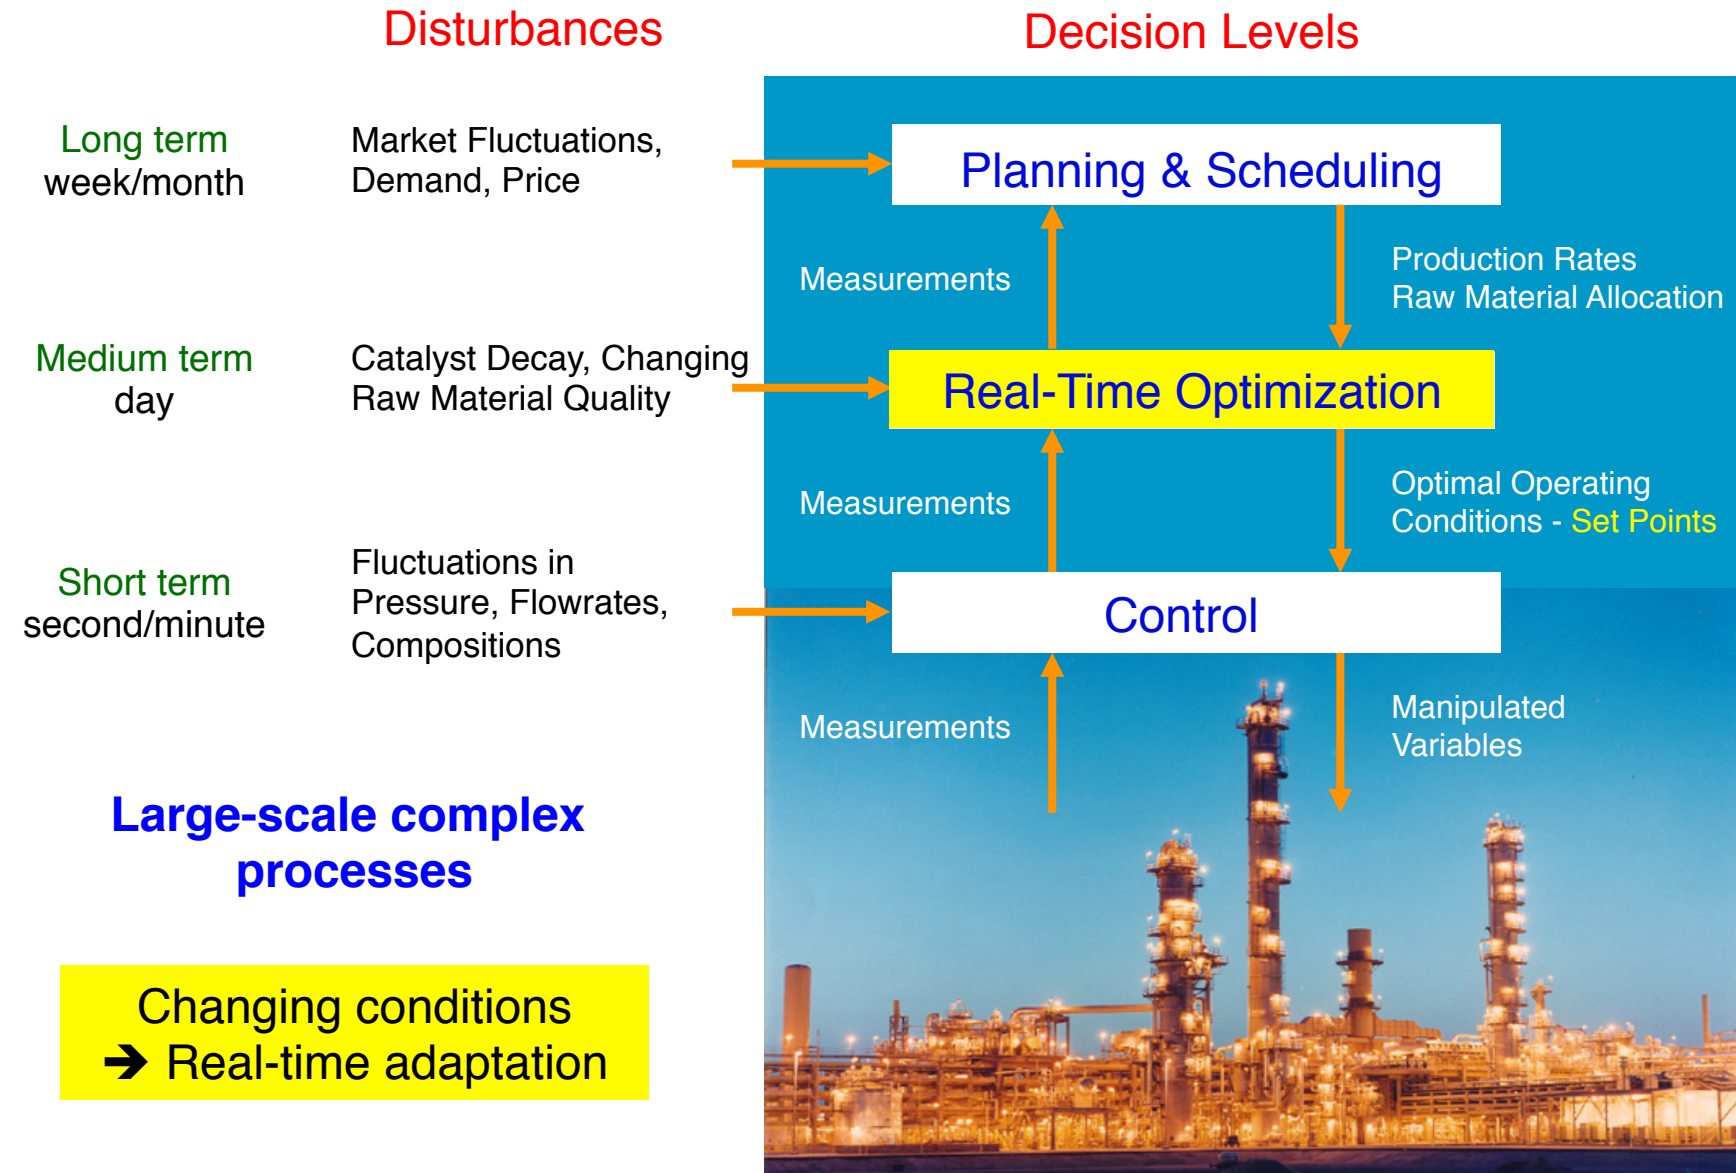 Disturbances
Decision Levels
Long term
week/month
Market Fluctuations,
Demand, Price
Planning & Scheduling
Measurements
Production Rates
Raw Material Allocation
Medium term
day
Catalyst Decay, Changing
Raw Material Quality
Real-Time Optimization
Measurements
Optimal Operating
Conditions - Set Points
Short term
second/minute
Fluctuations in
Pressure, Flowrates,
Compositions
Control
Measurements
Manipulated
Variables
Large-scale complex
processes
Changing conditions
➔ Real-time adaptation